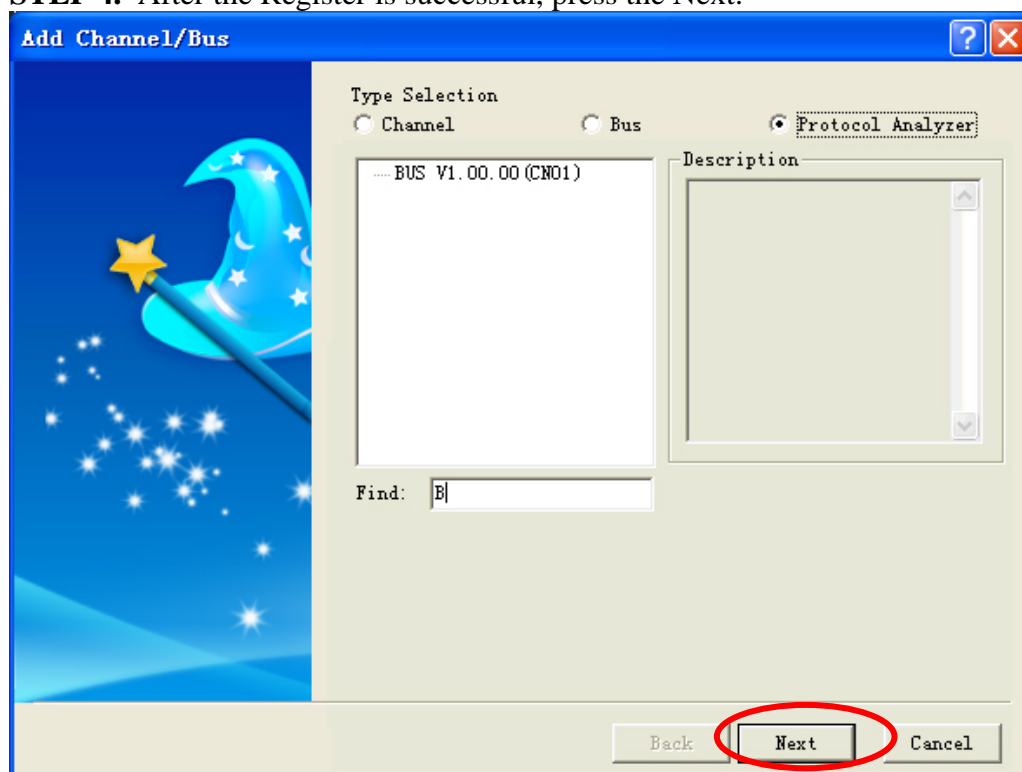 STEP 4. After the Register is successful, press the Next.
Add Channel/Bus
Type Selection
Channel Bus Protocol Analyzer
BUS V1.00.00(CN01)
Description
Find: B
Back Next Cancel